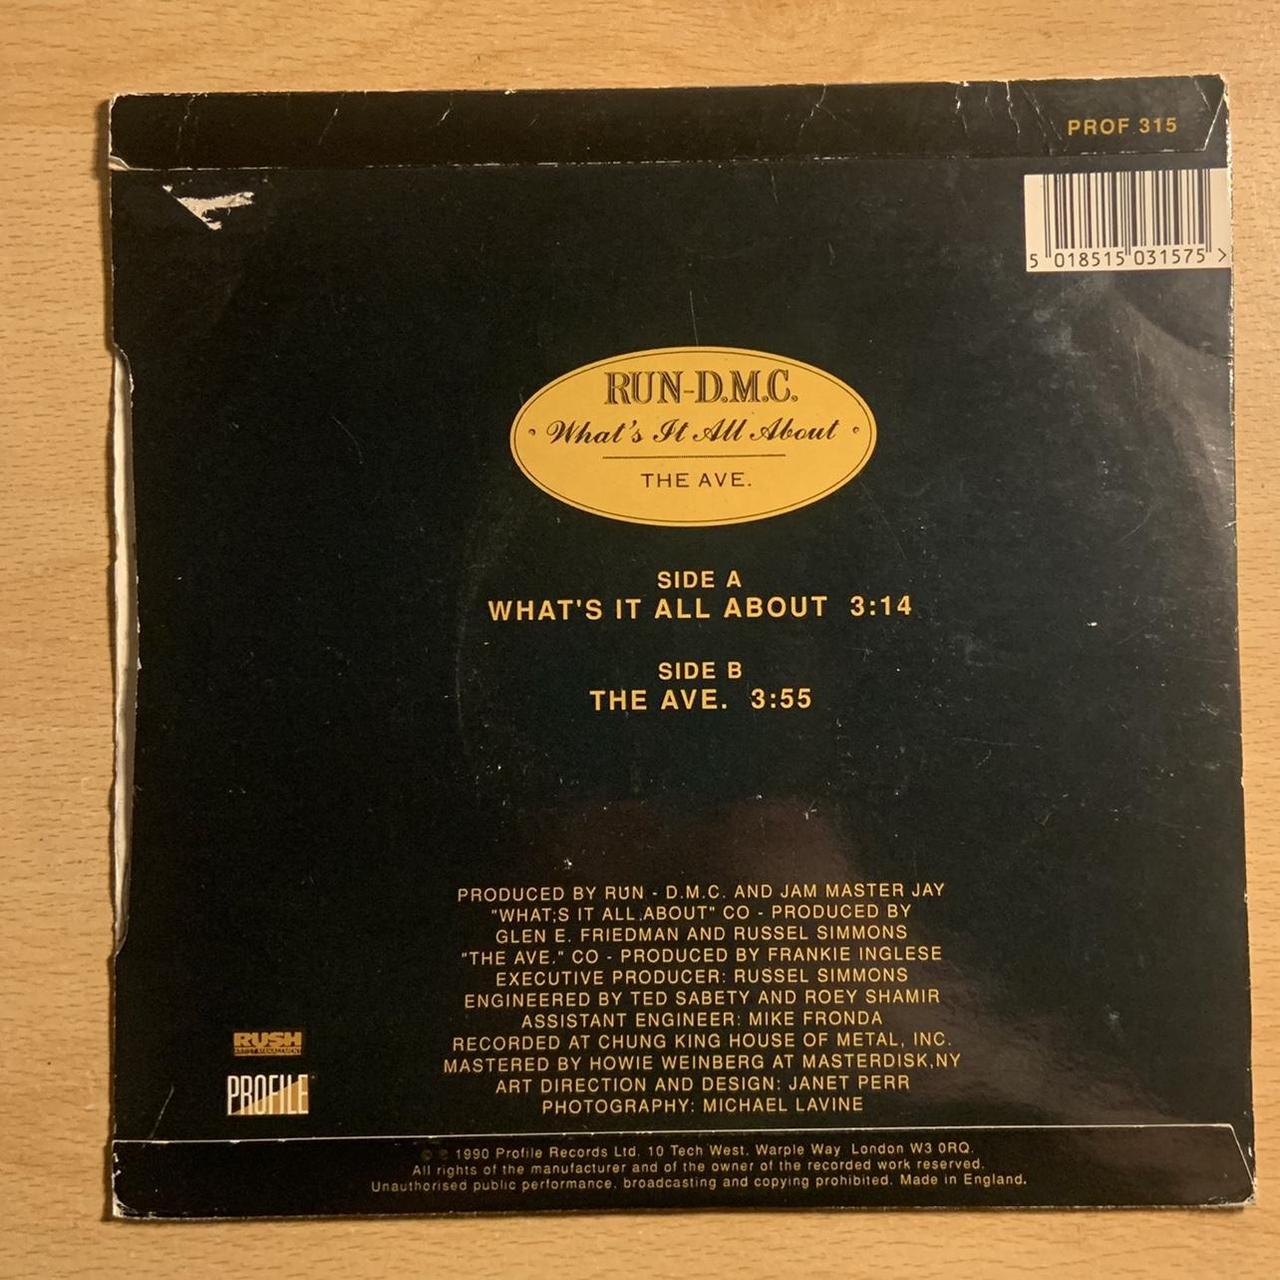 PROF 315
5 018515 031575 >
RUN-D.M.C.
What's It All About
THE AVE.
SIDE A
WHAT'S IT ALL ABOUT 3:14
SIDE B
THE AVE. 3:55
PRODUCED BY RUN - D.M.C. AND JAM MASTER JAY
"WHAT;S IT ALL ABOUT" CO - PRODUCED BY
GLEN E. FRIEDMAN AND RUSSEL SIMMONS
"THE AVE." CO - PRODUCED BY FRANKIE INGLESE
EXECUTIVE PRODUCER: RUSSEL SIMMONS
ENGINEERED BY TED SABETY AND ROEY SHAMIR
ASSISTANT ENGINEER: MIKE FRONDA
RECORDED AT CHUNG KING HOUSE OF METAL, INC.
MASTERED BY HOWIE WEINBERG AT MASTERDISK,NY
ART DIRECTION AND DESIGN: JANET PERR
PHOTOGRAPHY: MICHAEL LAVINE
RUSH
ARTIST MANAGEMENT
PROFILE
© ℗ 1990 Profile Records Ltd. 10 Tech West, Warple Way London W3 0RQ.
All rights of the manufacturer and of the owner of the recorded work reserved.
Unauthorised public performance, broadcasting and copying prohibited. Made in England.